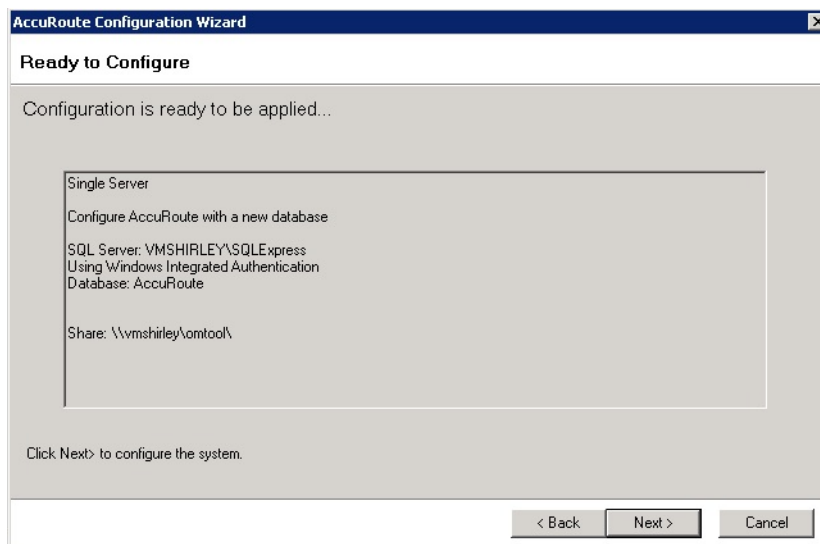 AccuRoute Configuration Wizard
Ready to Configure
Configuration is ready to be applied...
Single Server
Configure AccuRoute with a new database
SQL Server: VMSHIRLEY\SQLExpress
Using Windows Integrated Authentication
Database: AccuRoute
Share: \\vmshirley\omtool\
Click Next> to configure the system.
< Back Next > Cancel